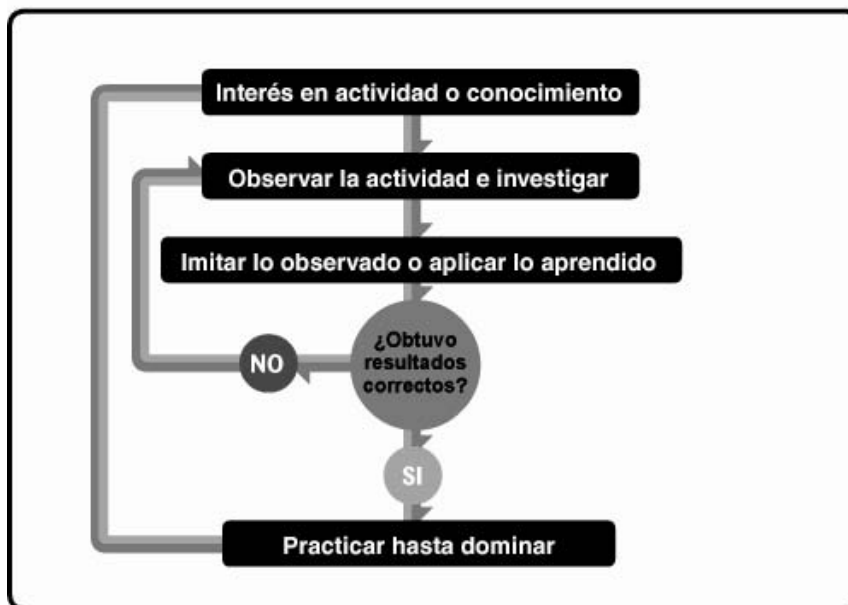 Interés en actividad o conocimiento
Observar la actividad e investigar
Imitar lo observado o aplicar lo aprendido
¿Obtuvo
resultados
correctos?
NO
SI
Practicar hasta dominar